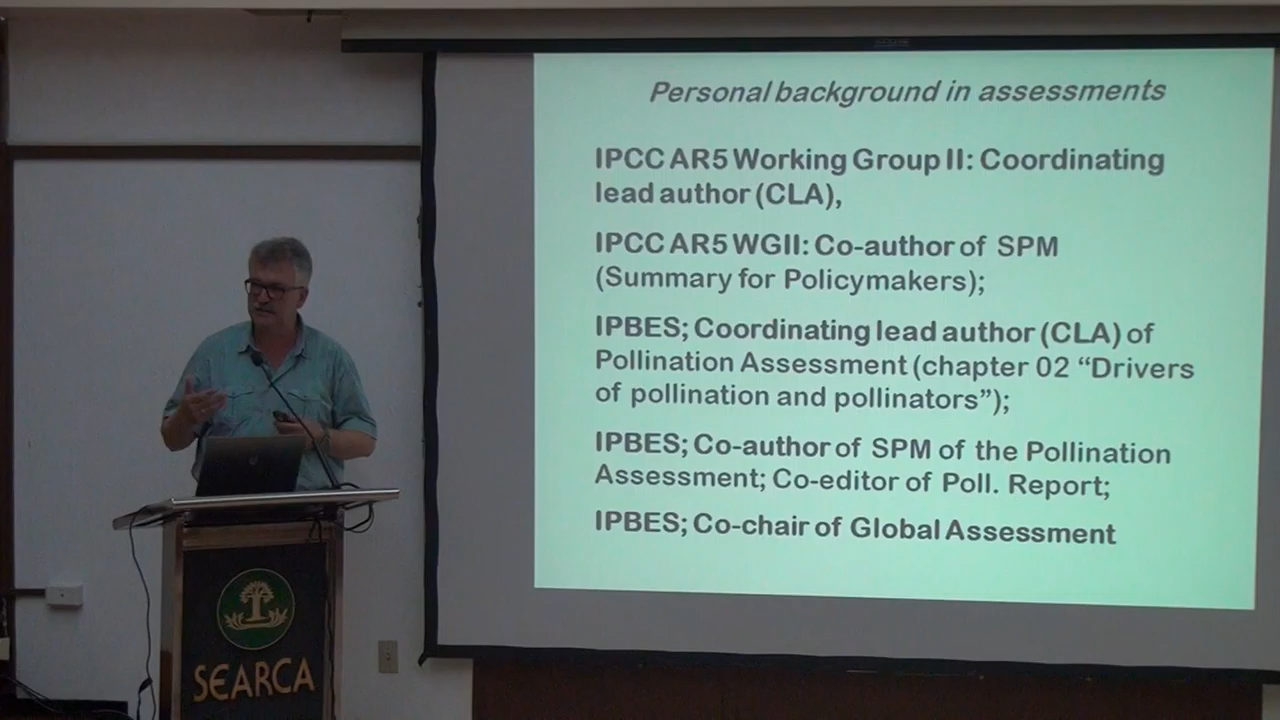 Personal background in assessments
IPCC AR5 Working Group II: Coordinating
lead author (CLA),
IPCC AR5 WGII: Co-author of SPM
(Summary for Policymakers);
IPBES; Coordinating lead author (CLA) of
Pollination Assessment (chapter 02 “Drivers
of pollination and pollinators”);
IPBES; Co-author of SPM of the Pollination
Assessment; Co-editor of Poll. Report;
IPBES; Co-chair of Global Assessment
SEARCA